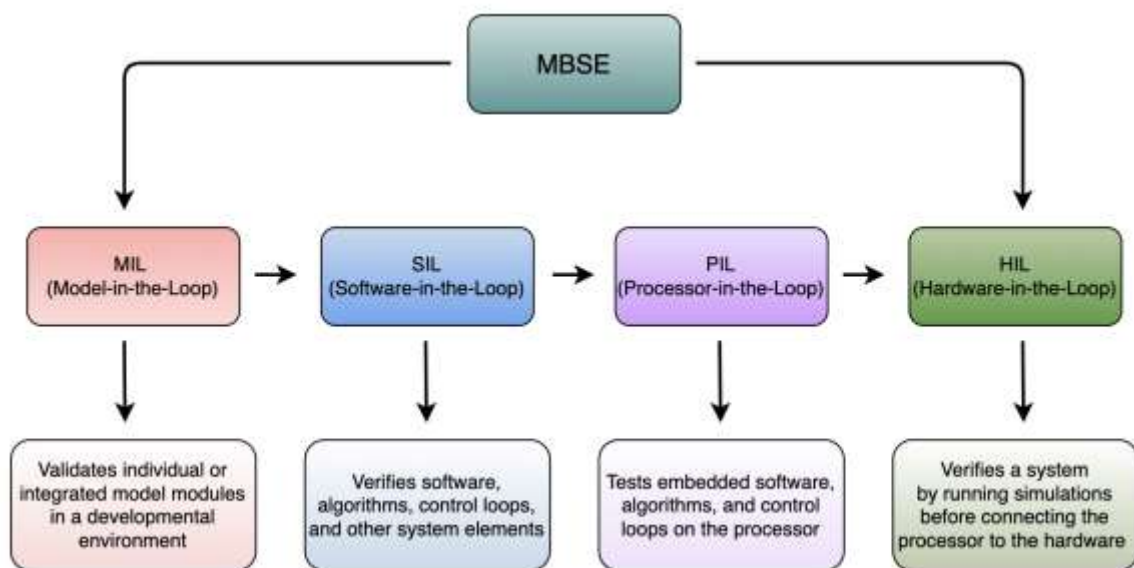 MBSE
MIL
(Model-in-the-Loop)
SIL
(Software-in-the-Loop)
PIL
(Processor-in-the-Loop)
HIL
(Hardware-in-the-Loop)
Validates individual or
integrated model modules
in a developmental
environment
Verifies software,
algorithms, control loops,
and other system elements
Tests embedded software,
algorithms, and control
loops on the processor
Verifies a system
by running simulations
before connecting the
processor to the hardware